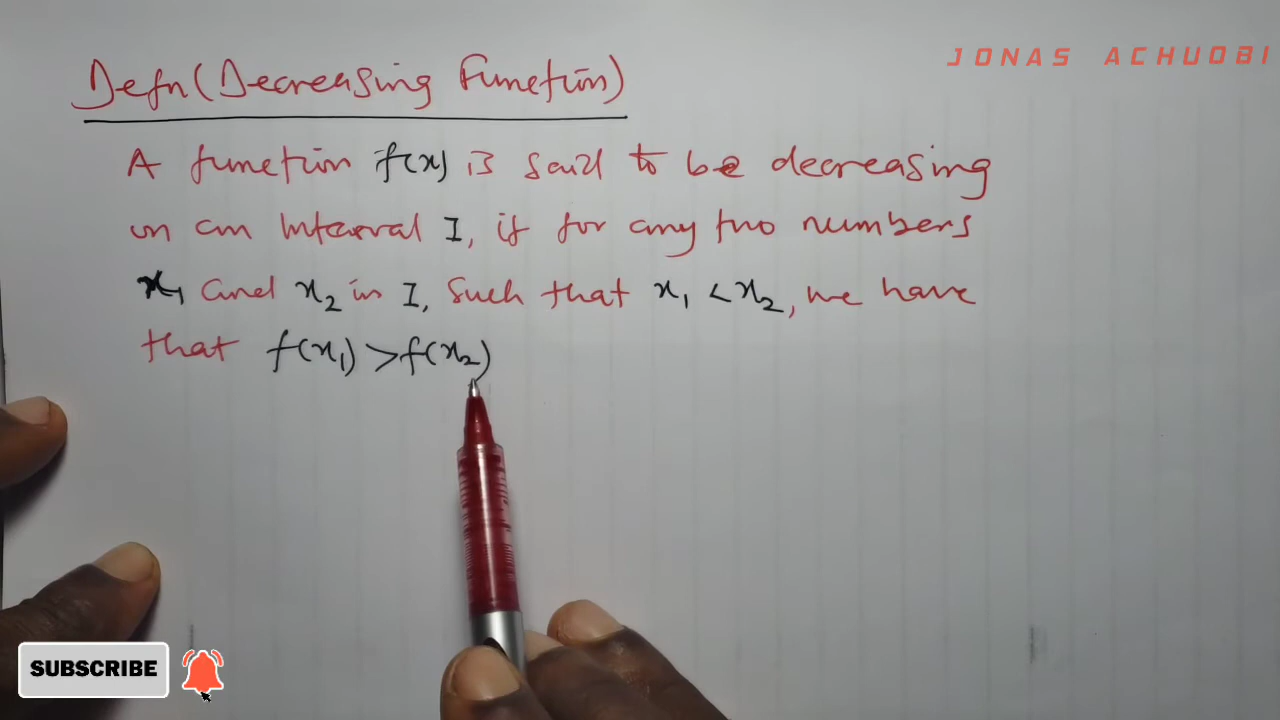 JONAS ACHUOBI
Defn (Decreasing Function)
A function f(x) is said to be decreasing
on an Interval I, if for any two numbers
x₁ and x₂ in I, such that x₁ < x₂, we have
that f(x₁) > f(x₂)
SUBSCRIBE